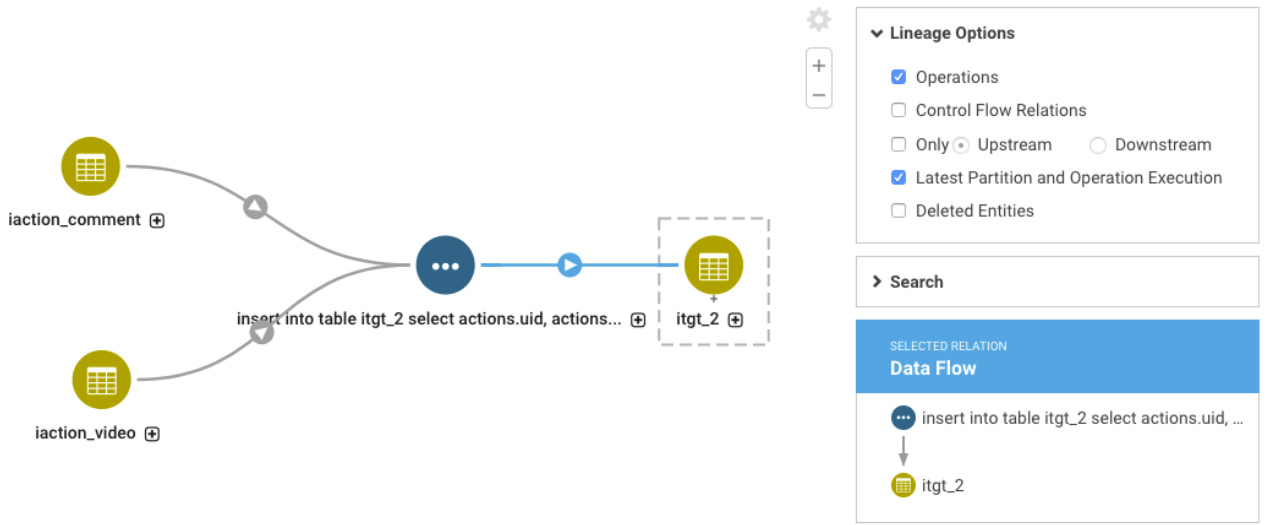 iaction_comment
insert into table itgt_2 select actions.uid, actions...
itgt_2
iaction_video
Lineage Options
Operations
Control Flow Relations
Only Upstream Downstream
Latest Partition and Operation Execution
Deleted Entities
Search
SELECTED RELATION
Data Flow
insert into table itgt_2 select actions.uid, ...
itgt_2